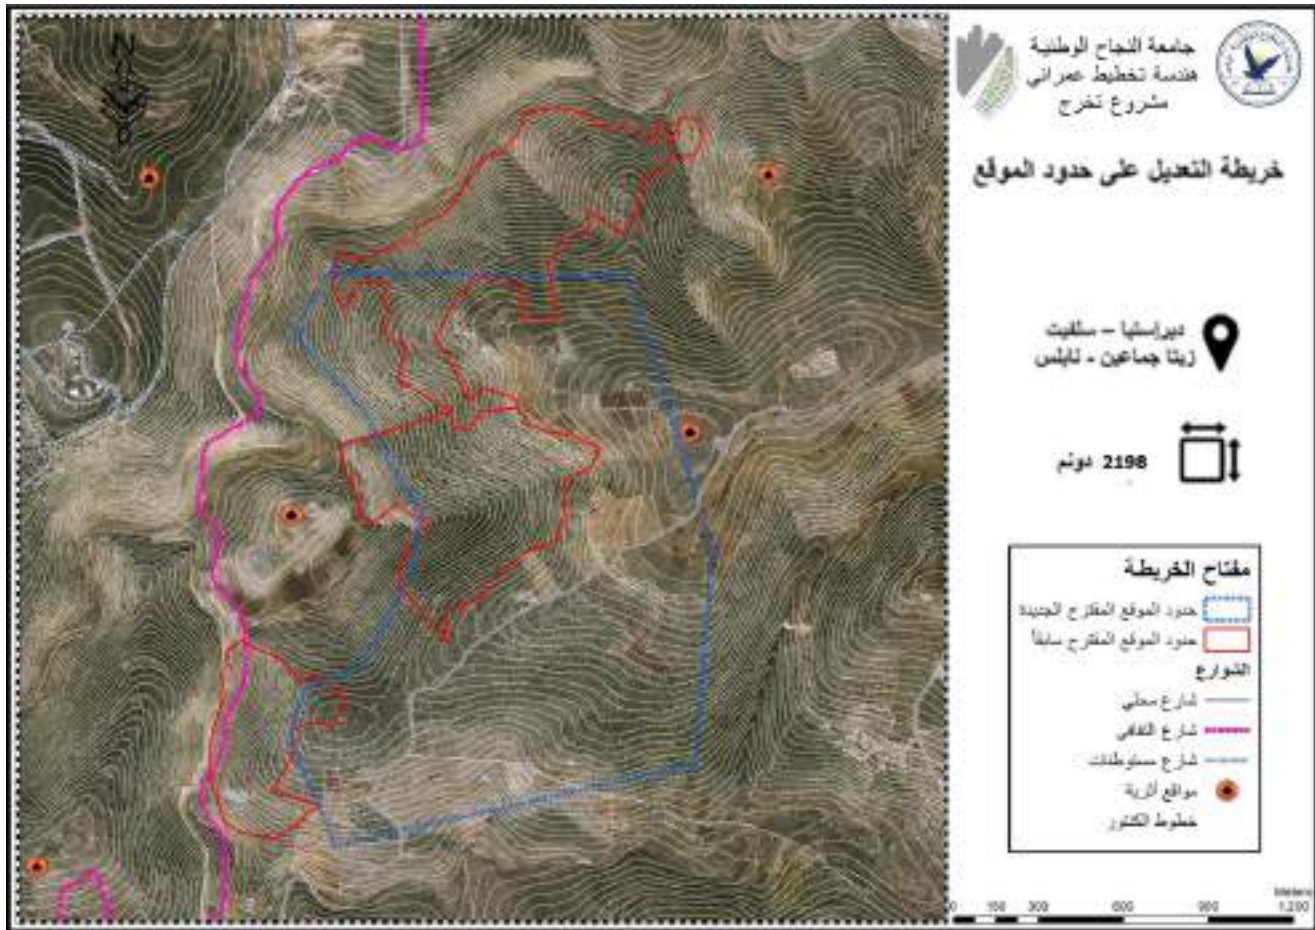 جامعة النجاح الوطنية
هندسة تخطيط عمراني
مشروع تخرج
خريطة التعديل على حدود الموقع
ديراستيا – سلفيت
زيتا جماعين - نابلس
2198 دونم
مفتاح الخريطة
حدود الموقع المقترح الجديدة
حدود الموقع المقترح سابقاً
الشوارع
شارع محلي
شارع التفافي
شارع مستوطنات
مواقع أثرية
خطوط الكنتور
Meters
0 150 300 600 900 1,200